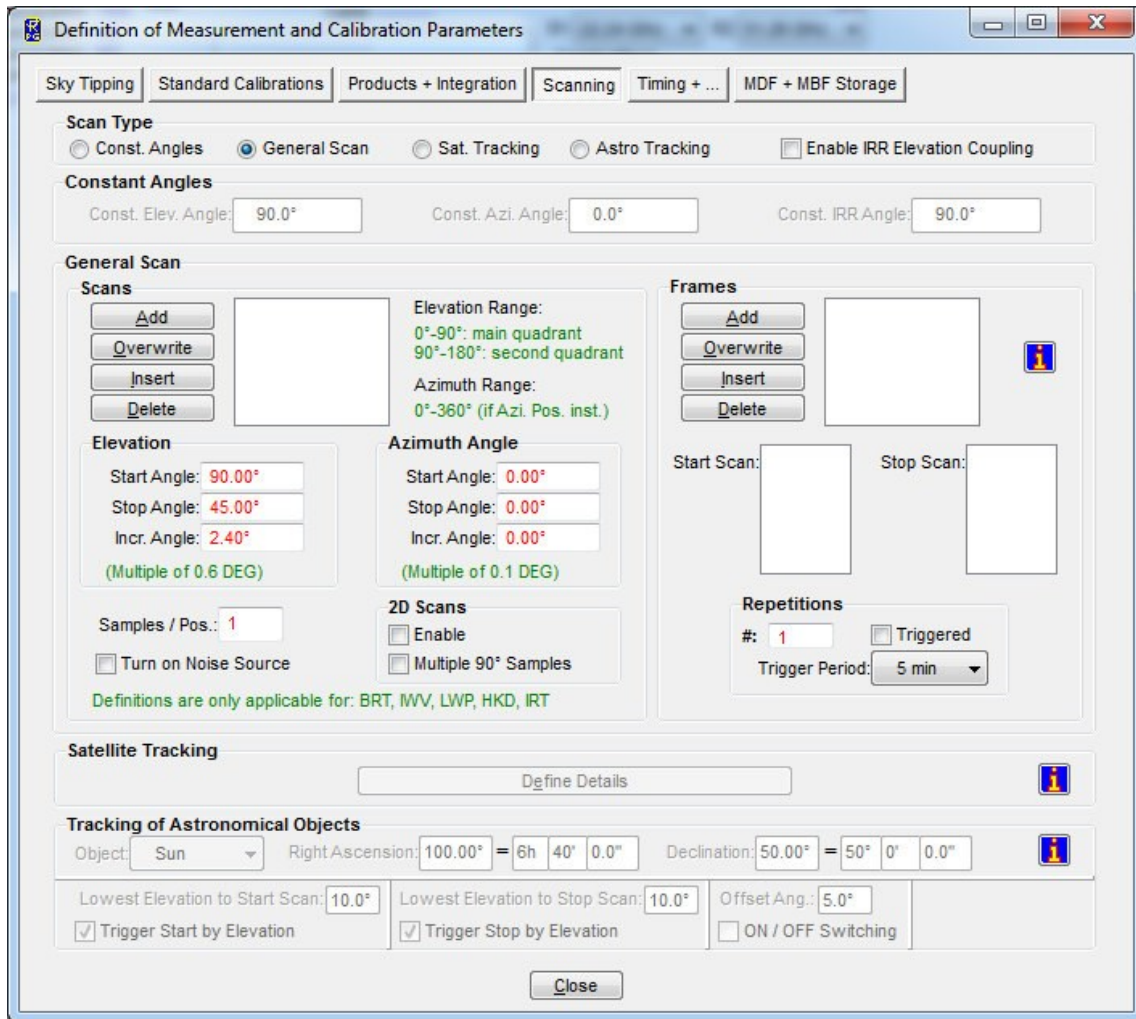 Definition of Measurement and Calibration Parameters
Sky Tipping Standard Calibrations Products + Integration Scanning Timing + ... MDF + MBF Storage
Scan Type
Const. Angles General Scan Sat. Tracking Astro Tracking Enable IRR Elevation Coupling
Constant Angles
Const. Elev. Angle: 90.0° Const. Azi. Angle: 0.0° Const. IRR Angle: 90.0°
General Scan
Scans
Add
Overwrite
Insert
Delete
Elevation Range:
0°-90°: main quadrant
90°-180°: second quadrant
Azimuth Range:
0°-360° (if Azi. Pos. inst.)
Elevation
Start Angle: 90.00°
Stop Angle: 45.00°
Incr. Angle: 2.40°
(Multiple of 0.6 DEG)
Azimuth Angle
Start Angle: 0.00°
Stop Angle: 0.00°
Incr. Angle: 0.00°
(Multiple of 0.1 DEG)
Samples / Pos.: 1
Turn on Noise Source
2D Scans
Enable
Multiple 90° Samples
Definitions are only applicable for: BRT, IWV, LWP, HKD, IRT
Frames
Add
Overwrite
Insert
Delete
i
Start Scan: Stop Scan:
Repetitions
#: 1 Triggered
Trigger Period: 5 min
Satellite Tracking
Define Details
i
Tracking of Astronomical Objects
Object: Sun Right Ascension: 100.00° = 6h 40' 0.0" Declination: 50.00° = 50° 0' 0.0"
i
Lowest Elevation to Start Scan: 10.0° Lowest Elevation to Stop Scan: 10.0° Offset Ang.: 5.0°
Trigger Start by Elevation Trigger Stop by Elevation ON / OFF Switching
Close